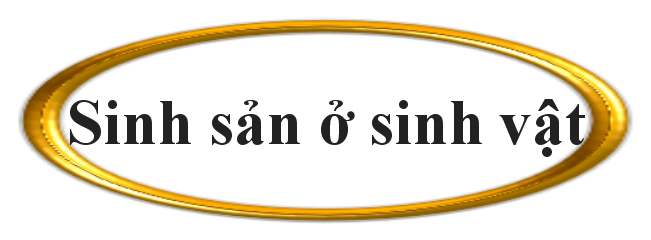 Sinh sản ở sinh vật